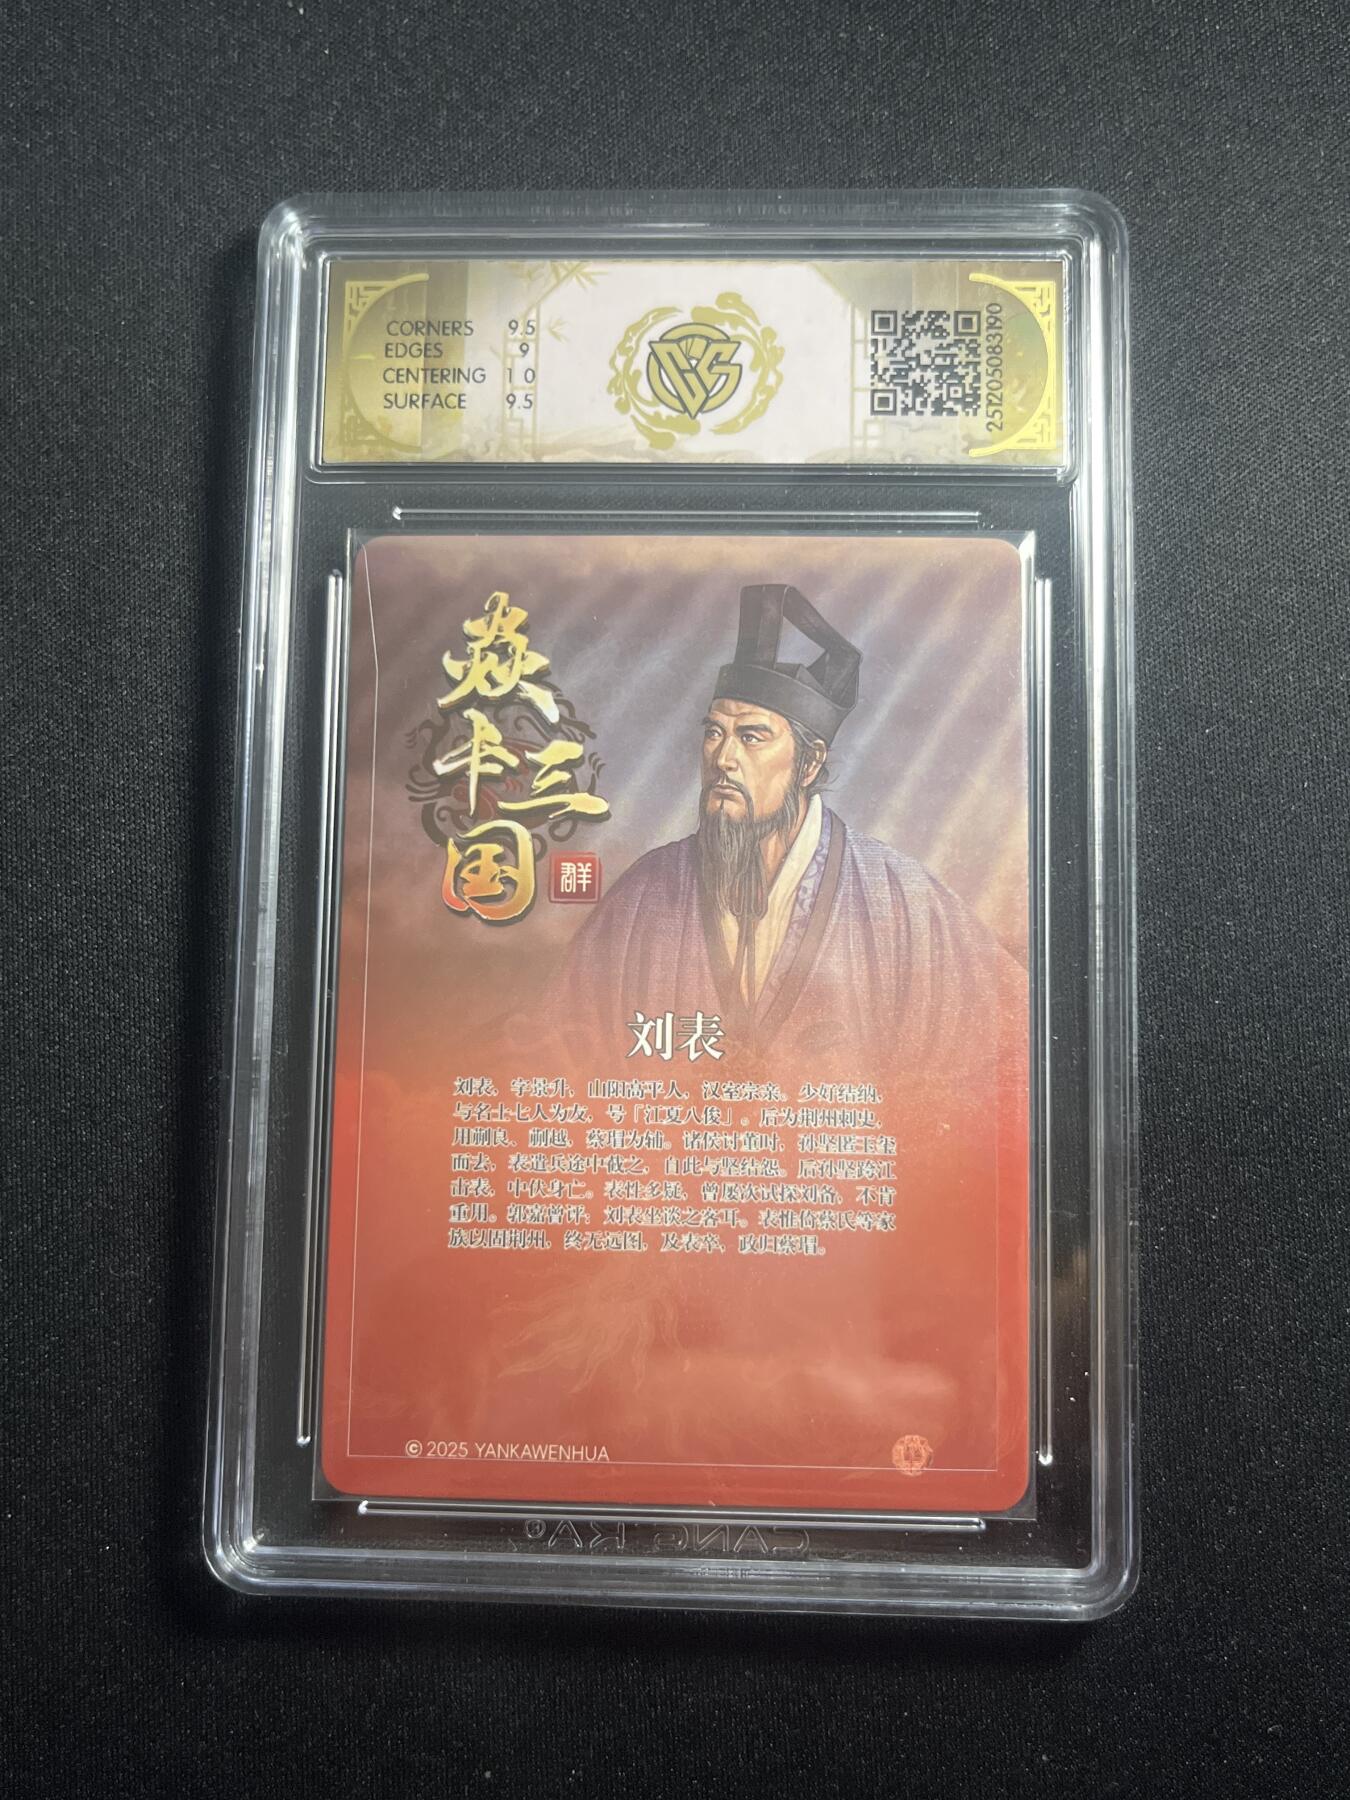 CORNERS 9.5
EDGES 9
CENTERING 10
SURFACE 9.5
CCS
251205083190
焱卡三国
群
刘表
刘表，字景升，山阳高平人，汉室宗亲。少好结纳，
与名士七人为友，号「江夏八俊」。后为荆州刺史，
用蒯良、蒯越，蔡瑁为辅。诸侯讨董时，孙坚匿玉玺
而去，表遣兵途中截之，自此与坚结怨。后孙坚跨江
击表，中伏身亡。表性多疑，曾屡次试探刘备，不肯
重用。郭嘉曾评：刘表坐谈之客耳。表惟倚蔡氏等家
族以固荆州，终无远图，及表卒，政归蔡瑁。
© 2025 YANKAWENHUA
CANG KA®